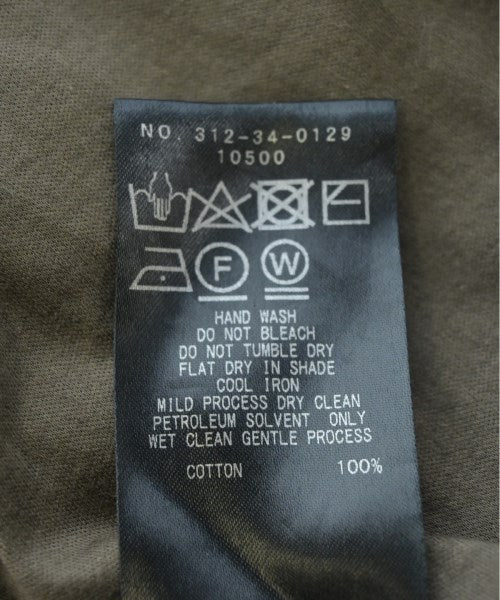 NO. 312-34-0129
10500
F W
HAND WASH
DO NOT BLEACH
DO NOT TUMBLE DRY
FLAT DRY IN SHADE
COOL IRON
MILD PROCESS DRY CLEAN
PETROLEUM SOLVENT ONLY
WET CLEAN GENTLE PROCESS
COTTON 100%